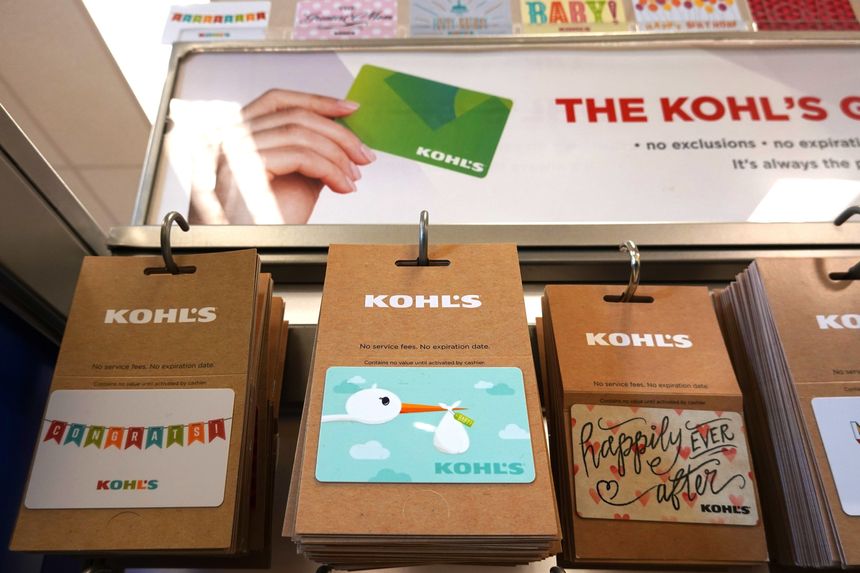 BABY!
KOHL'S
THE KOHL'S
• no exclusions • no
It's always the
KOHL'S
No service fees. No expiration date.
Contains no value until activated by cashier.
CONGRATS!
KOHL'S
KOHL'S
No service fees. No expiration date.
Contains no value until activated by cashier.
KOHL'S
KOHL'S
No service fees. No expiration date.
Contains no value until activated by cashier.
happily EVER
after
KOHL'S